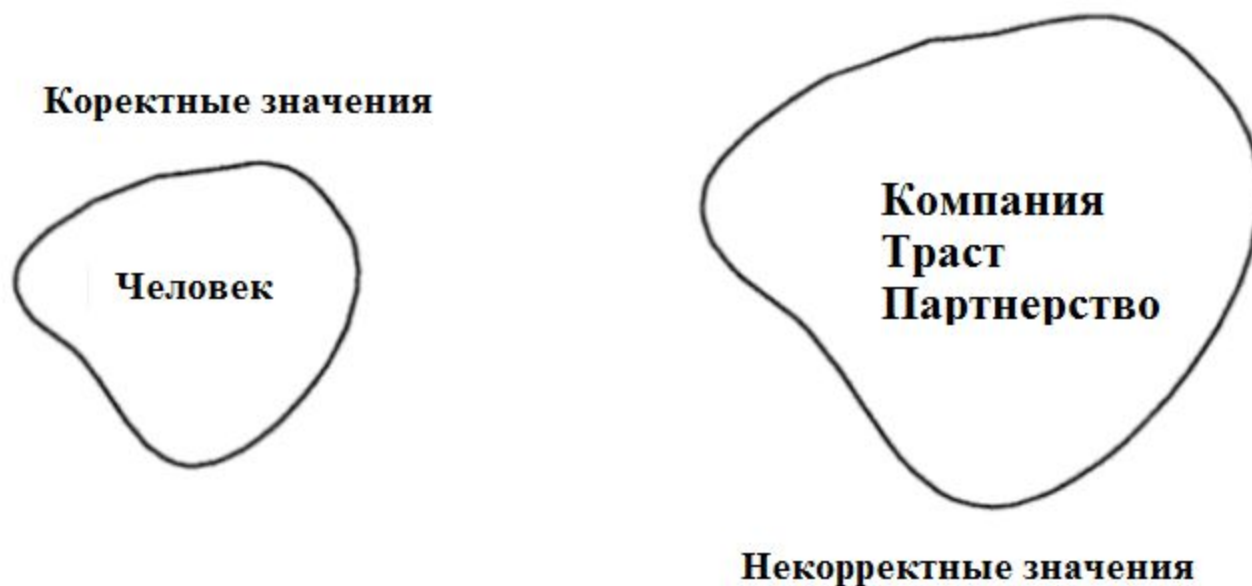 Коректные значения
Человек
Компания
Траст
Партнерство
Некорректные значения